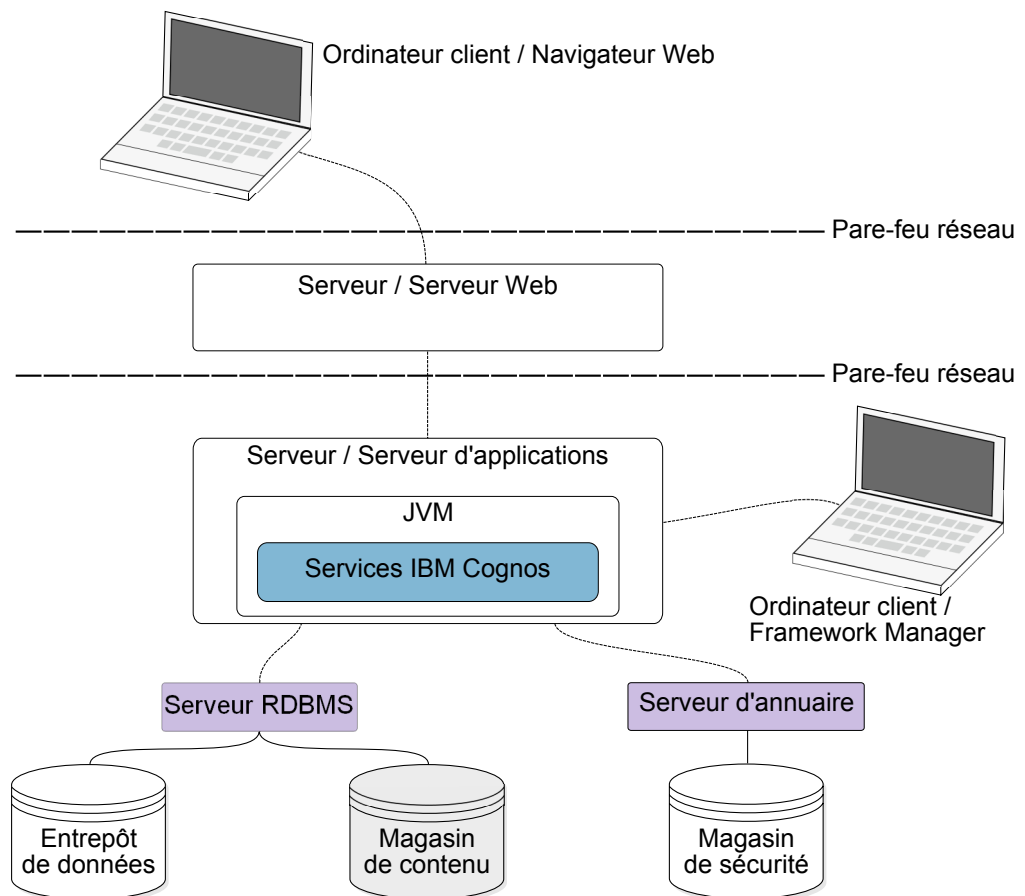 Ordinateur client / Navigateur Web
Pare-feu réseau
Serveur / Serveur Web
Pare-feu réseau
Serveur / Serveur d'applications
JVM
Services IBM Cognos
Ordinateur client /
Framework Manager
Serveur RDBMS
Serveur d'annuaire
Entrepôt
de données
Magasin
de contenu
Magasin
de sécurité